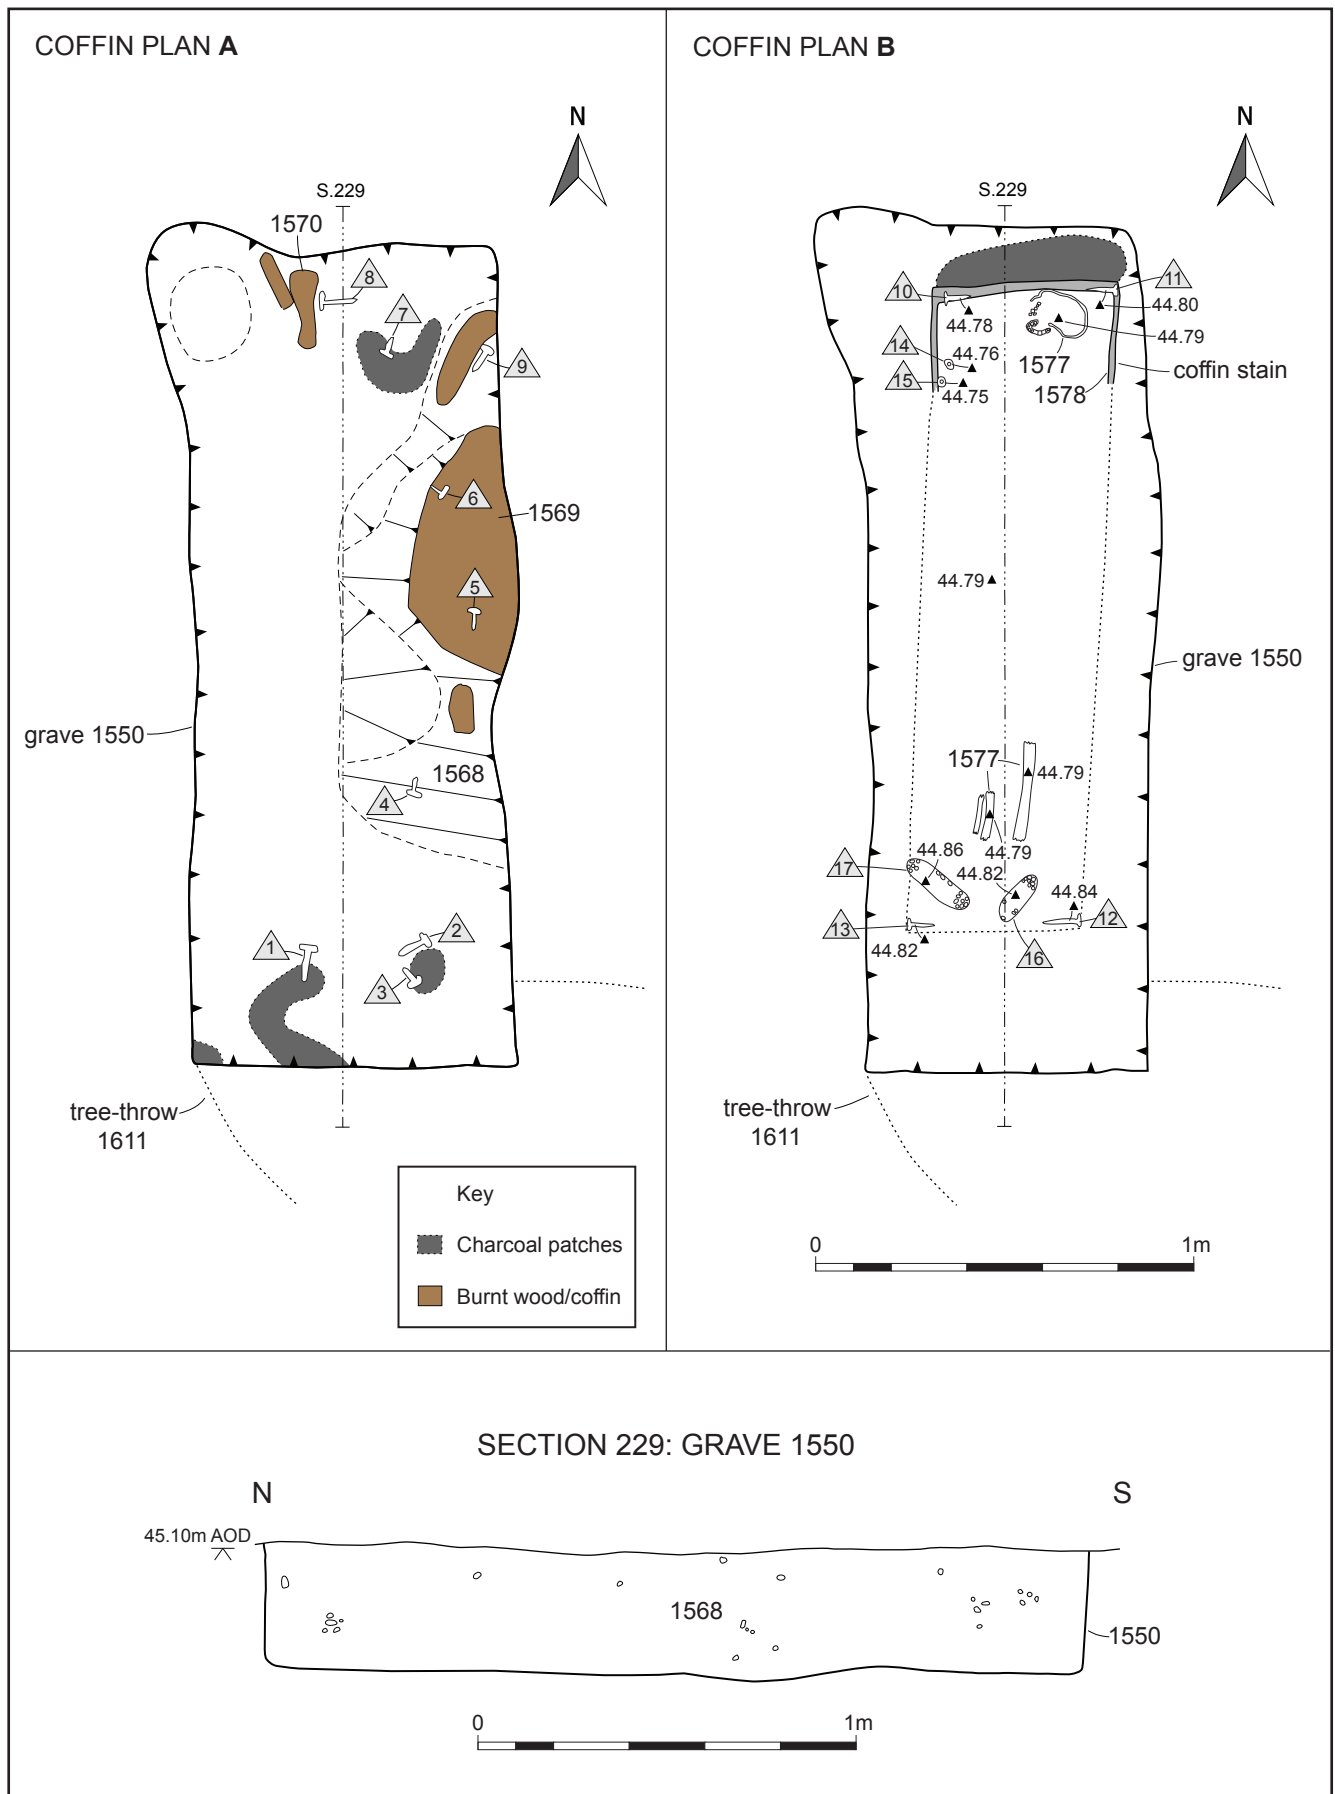 COFFIN PLAN A
N
S.229
1570
8
7
9
6
1569
5
grave 1550
1568
4
1
2
3
tree-throw
1611
Key
Charcoal patches
Burnt wood/coffin
COFFIN PLAN B
N
S.229
10
11
44.78
44.80
44.79
14
44.76
1577
15
44.75
1578
coffin stain
44.79
grave 1550
1577
44.79
44.86
44.79
17
44.82
44.84
13
12
44.82
16
tree-throw
1611
0 1m
SECTION 229: GRAVE 1550
N S
45.10m AOD
1568
1550
0 1m